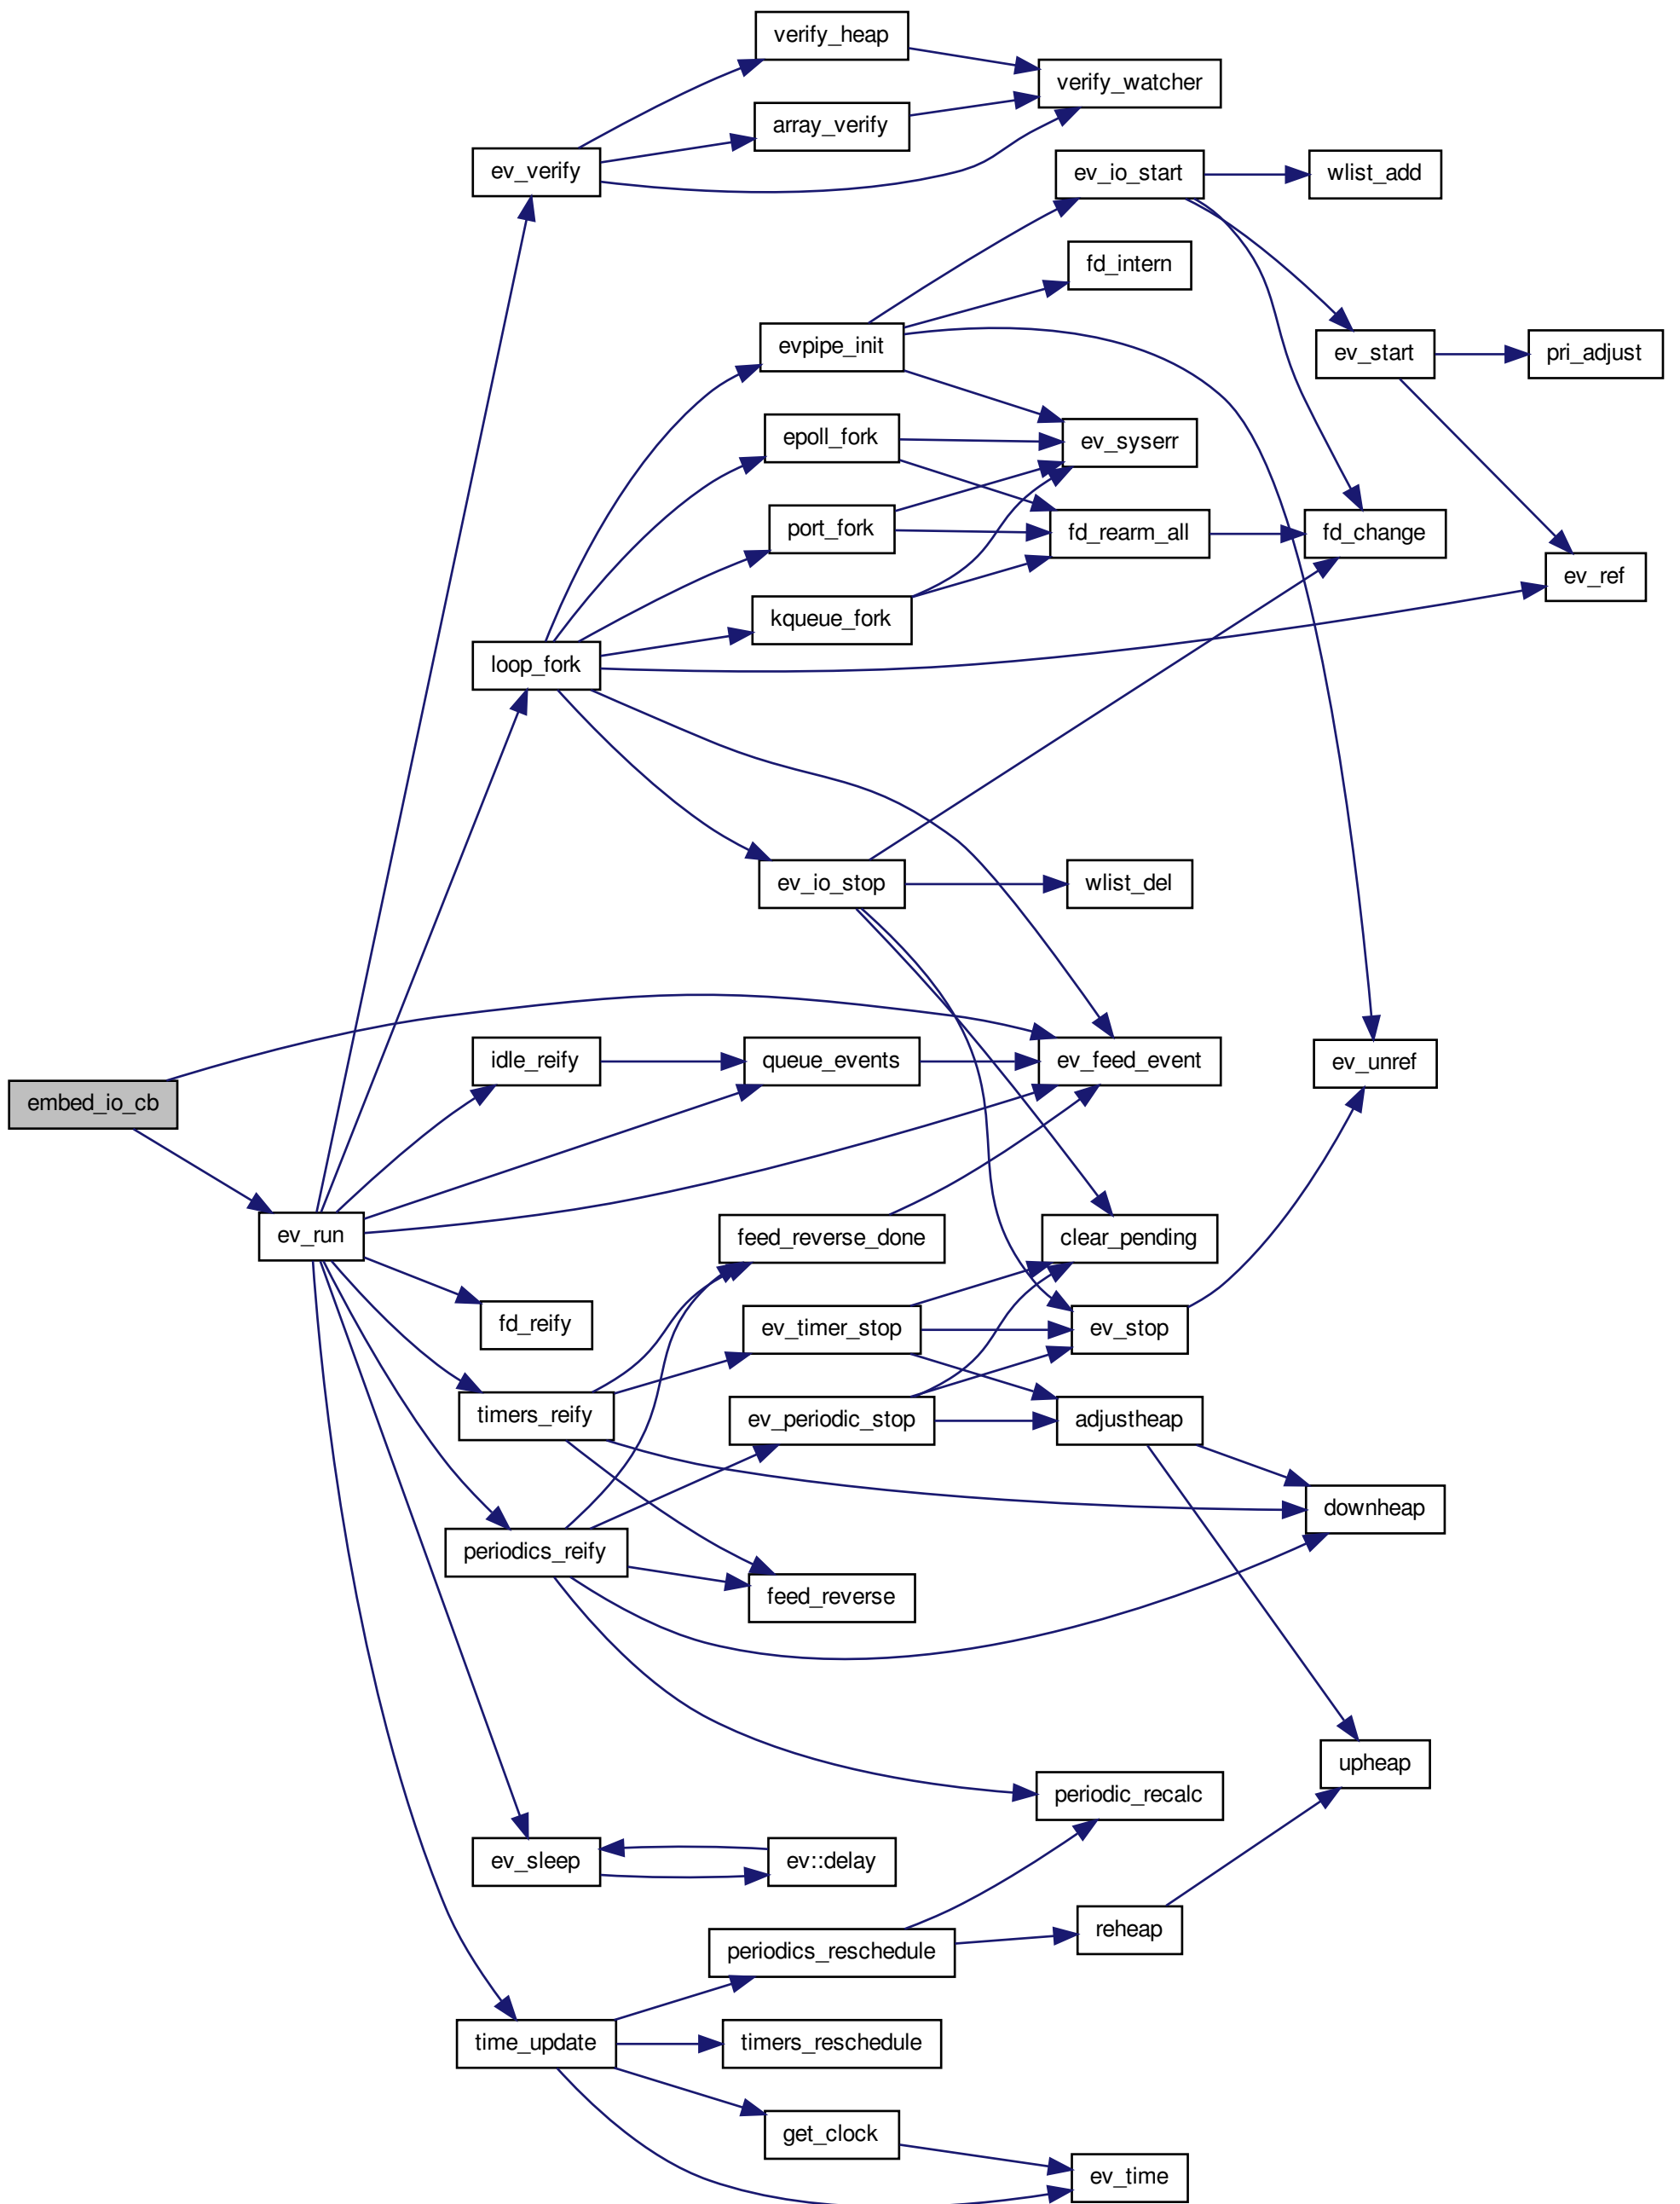 verify_heap
verify_watcher
array_verify
ev_verify
ev_io_start
wlist_add
fd_intern
evpipe_init
ev_start
pri_adjust
epoll_fork
ev_syserr
port_fork
fd_rearm_all
fd_change
ev_ref
kqueue_fork
loop_fork
ev_io_stop
wlist_del
idle_reify
queue_events
ev_feed_event
ev_unref
embed_io_cb
ev_run
feed_reverse_done
clear_pending
fd_reify
ev_timer_stop
ev_stop
timers_reify
ev_periodic_stop
adjustheap
downheap
periodics_reify
feed_reverse
upheap
periodic_recalc
ev_sleep
ev::delay
reheap
periodics_reschedule
time_update
timers_reschedule
get_clock
ev_time